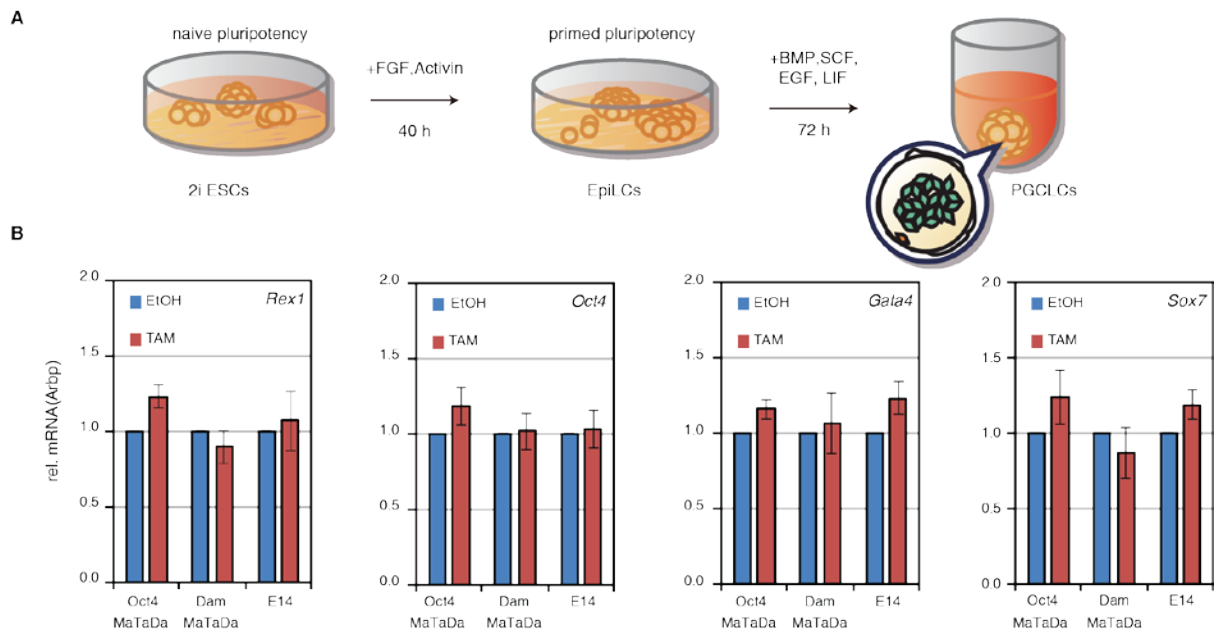 A
naive pluripotency
+FGF,Activin
40 h
2i ESCs
primed pluripotency
EpiLCs
+BMP,SCF,
EGF, LIF
72 h
PGCLCs
B
rel. mRNA(Arbp)
2.0
1.5
1.0
0.5
0.0
EtOH
TAM
Rex1
Oct4
MaTaDa
Dam
MaTaDa
E14
2.0
1.5
1.0
0.5
0.0
EtOH
TAM
Oct4
Oct4
MaTaDa
Dam
MaTaDa
E14
2.0
1.5
1.0
0.5
0.0
EtOH
TAM
Gata4
Oct4
MaTaDa
Dam
MaTaDa
E14
2.0
1.5
1.0
0.5
0.0
EtOH
TAM
Sox7
Oct4
MaTaDa
Dam
MaTaDa
E14